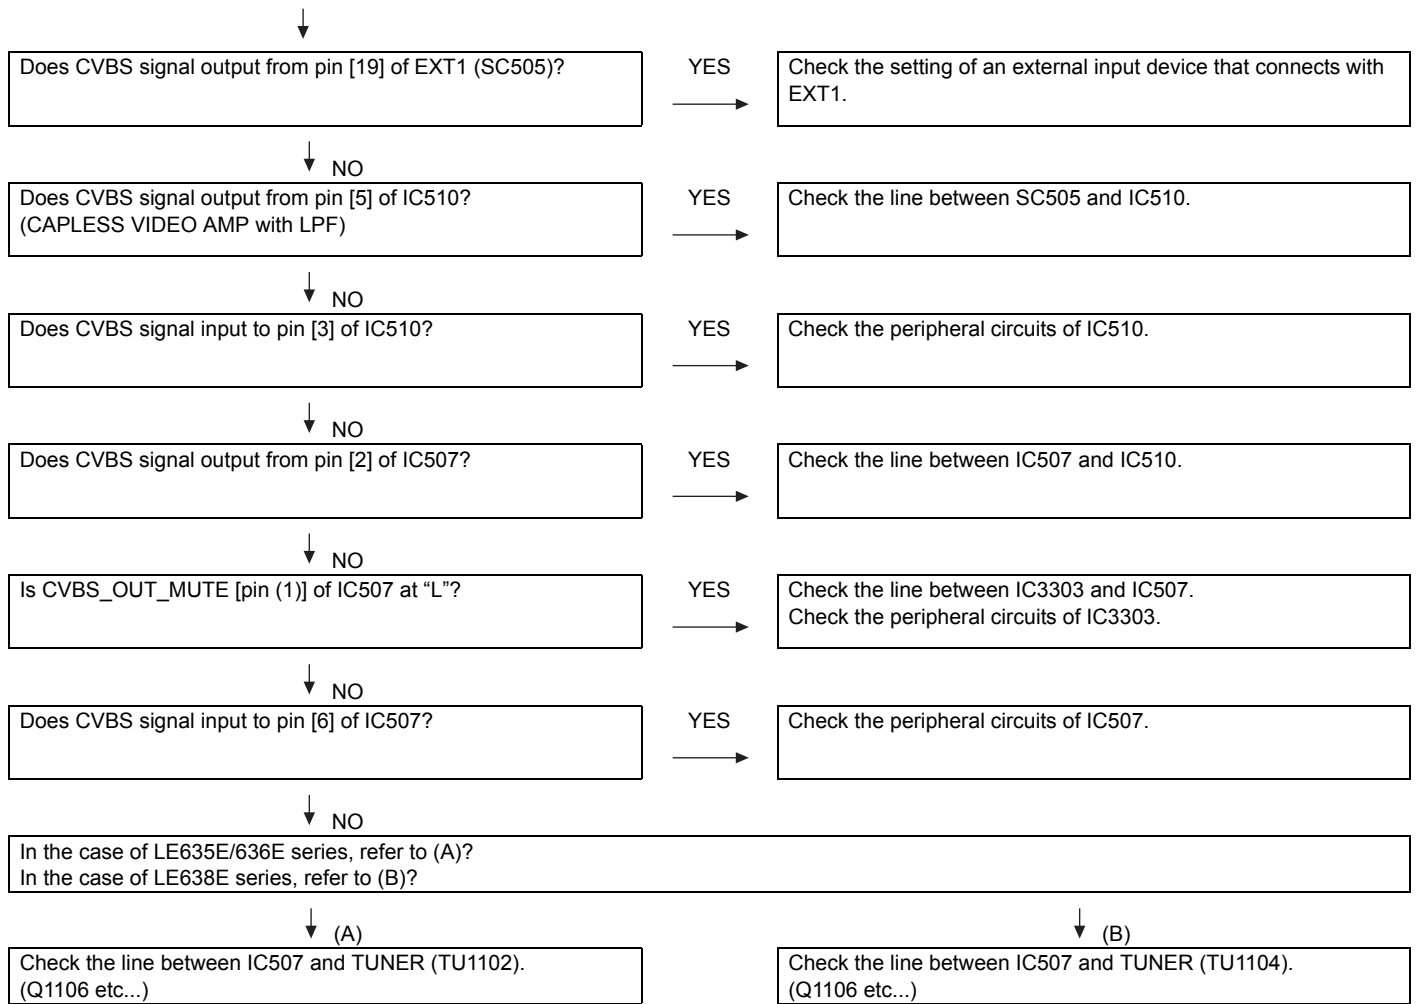 Does CVBS signal output from pin [19] of EXT1 (SC505)?
YES
Check the setting of an external input device that connects with
EXT1.
NO
Does CVBS signal output from pin [5] of IC510?
(CAPLESS VIDEO AMP with LPF)
YES
Check the line between SC505 and IC510.
NO
Does CVBS signal input to pin [3] of IC510?
YES
Check the peripheral circuits of IC510.
NO
Does CVBS signal output from pin [2] of IC507?
YES
Check the line between IC507 and IC510.
NO
Is CVBS_OUT_MUTE [pin (1)] of IC507 at “L”?
YES
Check the line between IC3303 and IC507.
Check the peripheral circuits of IC3303.
NO
Does CVBS signal input to pin [6] of IC507?
YES
Check the peripheral circuits of IC507.
NO
In the case of LE635E/636E series, refer to (A)?
In the case of LE638E series, refer to (B)?
(A)
Check the line between IC507 and TUNER (TU1102).
(Q1106 etc...)
(B)
Check the line between IC507 and TUNER (TU1104).
(Q1106 etc...)